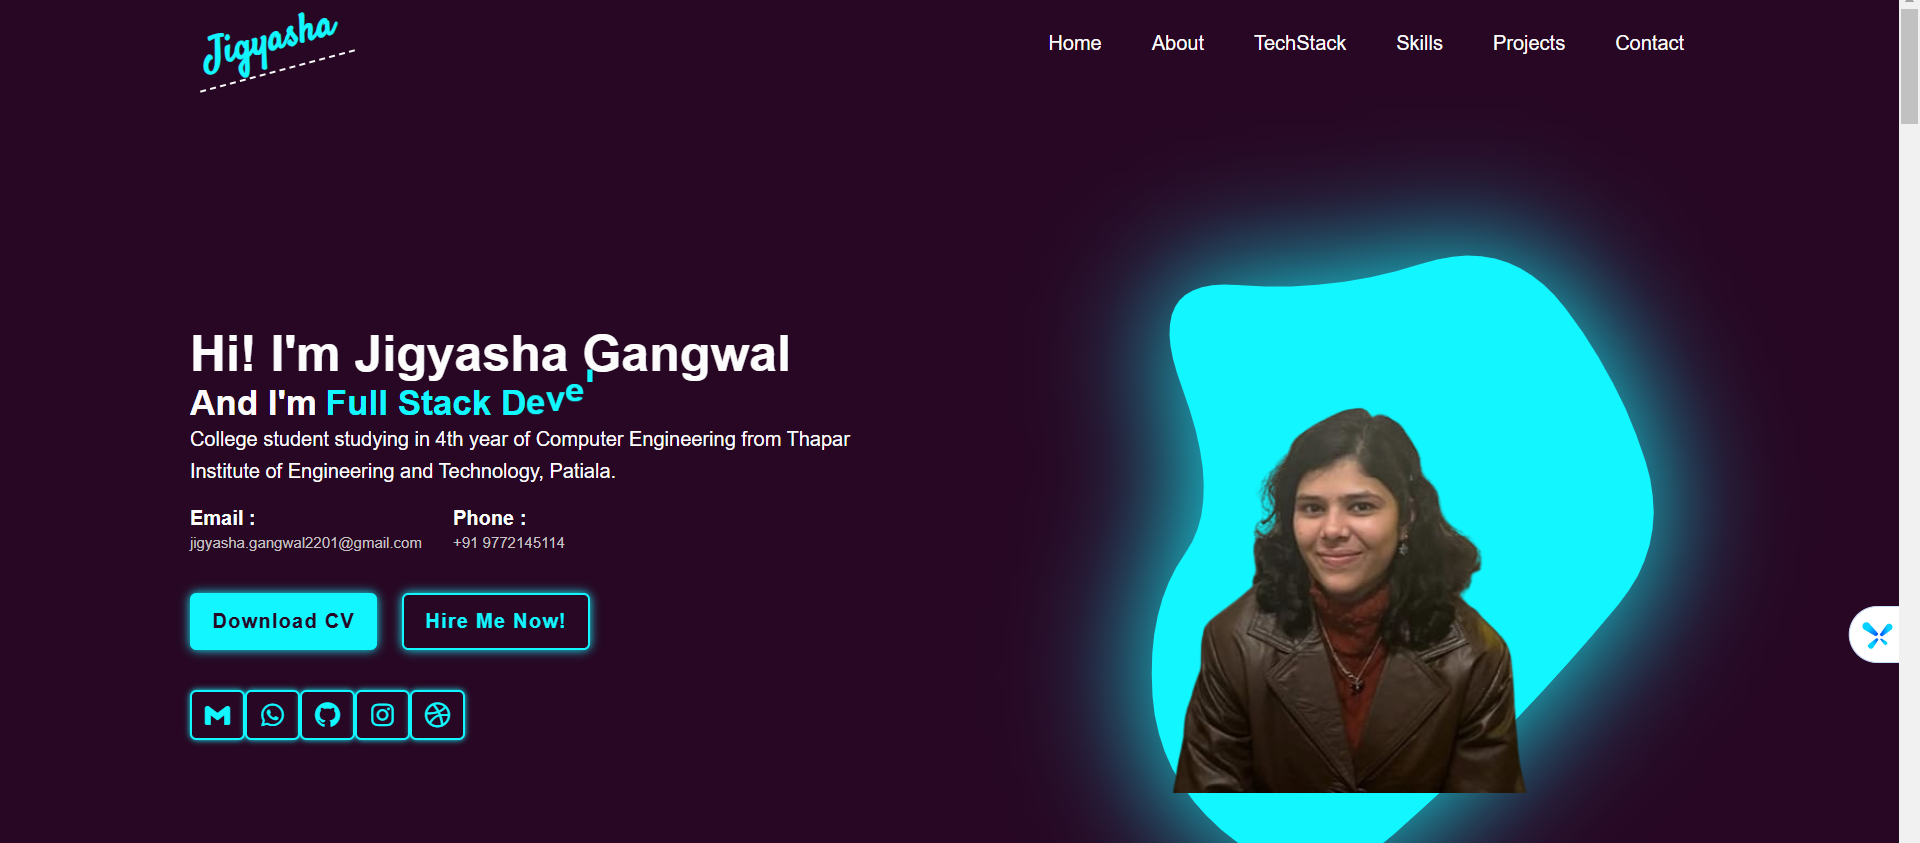 Jigyasha
Home About TechStack Skills Projects Contact
Hi! I'm Jigyasha Gangwal
And I'm Full Stack Devel
College student studying in 4th year of Computer Engineering from Thapar
Institute of Engineering and Technology, Patiala.
Email : Phone :
jigyasha.gangwal2201@gmail.com +91 9772145114
Download CV Hire Me Now!